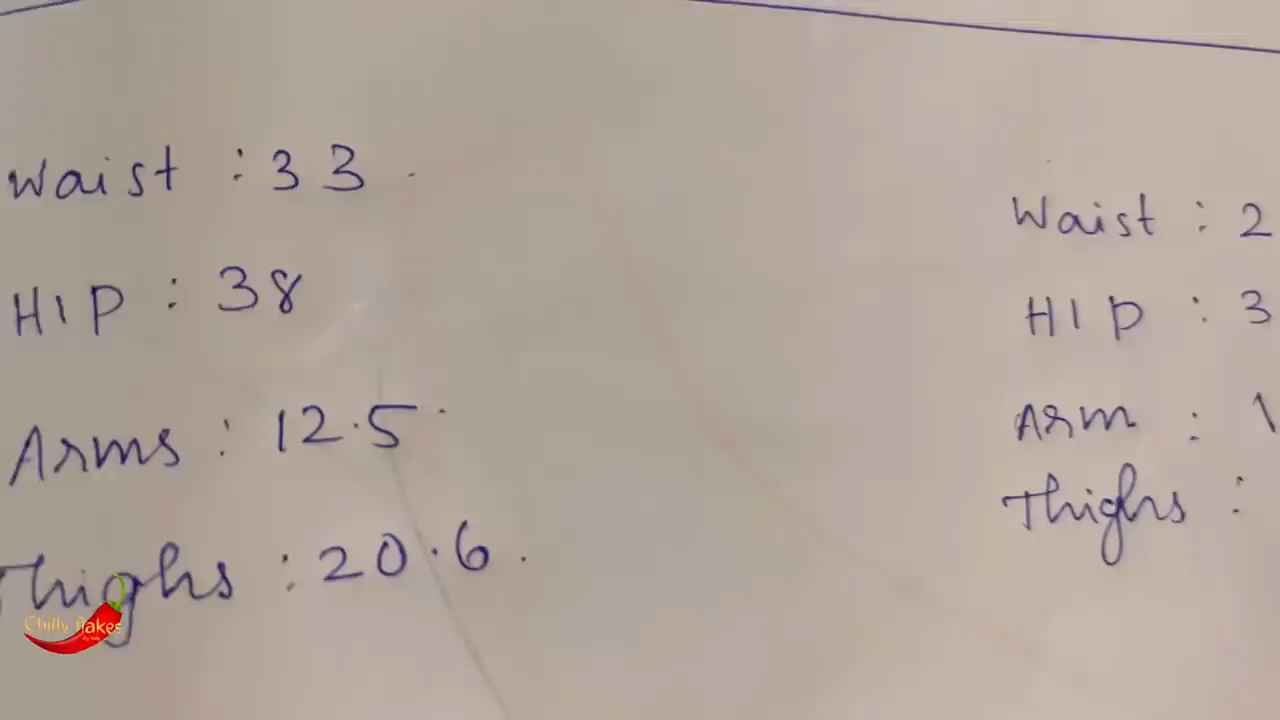 Waist : 33
HIP : 38
Arms : 12.5
Thighs : 20.6
Waist : 2
HIP : 3
Arm : 1
Thighs :
Chilly flakes